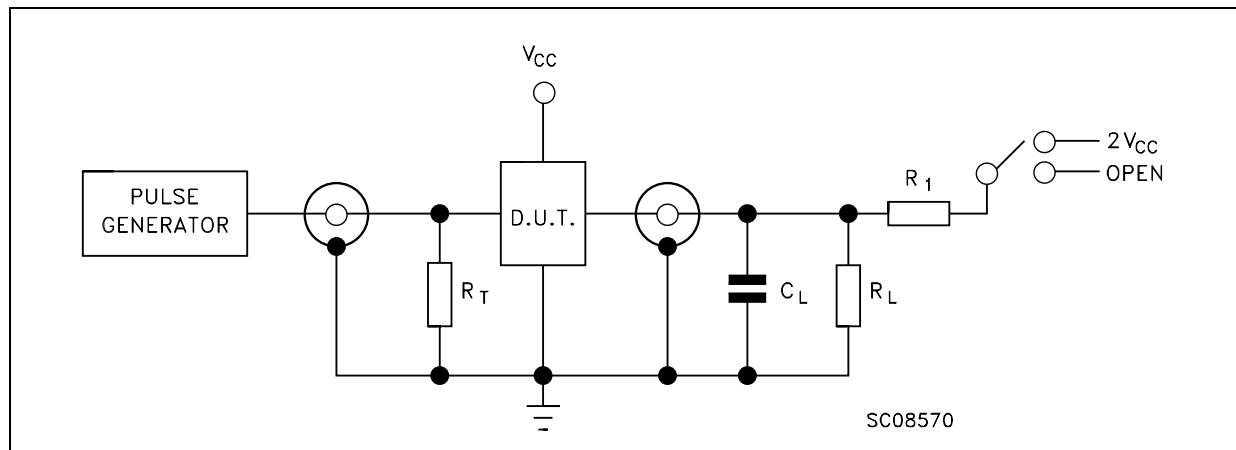 VCC
PULSE
GENERATOR
D.U.T.
RT
CL
RL
R1
2VCC
OPEN
SC08570